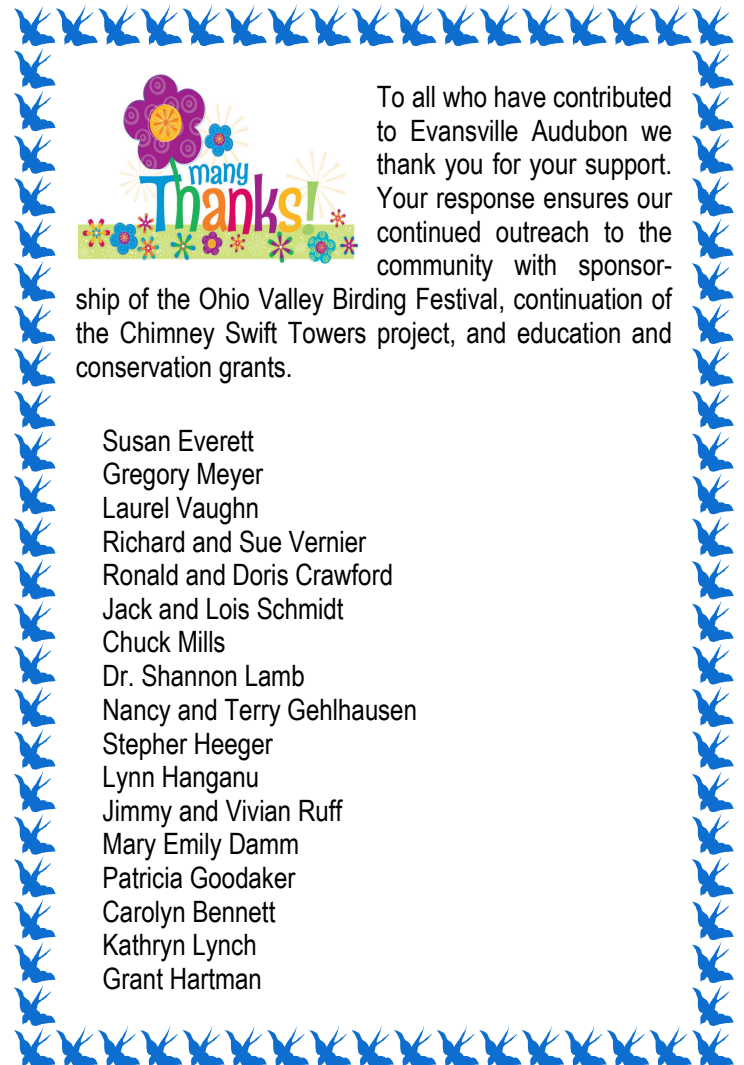 many
Thanks!
To all who have contributed
to Evansville Audubon we
thank you for your support.
Your response ensures our
continued outreach to the
community with sponsor-
ship of the Ohio Valley Birding Festival, continuation of
the Chimney Swift Towers project, and education and
conservation grants.
Susan Everett
Gregory Meyer
Laurel Vaughn
Richard and Sue Vernier
Ronald and Doris Crawford
Jack and Lois Schmidt
Chuck Mills
Dr. Shannon Lamb
Nancy and Terry Gehlhausen
Stepher Heeger
Lynn Hanganu
Jimmy and Vivian Ruff
Mary Emily Damm
Patricia Goodaker
Carolyn Bennett
Kathryn Lynch
Grant Hartman